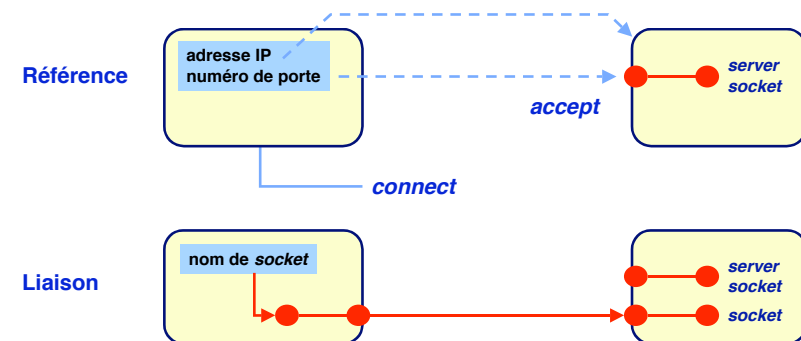 Référence
adresse IP
numéro de porte
server
socket
accept
connect
Liaison
nom de socket
server
socket
socket